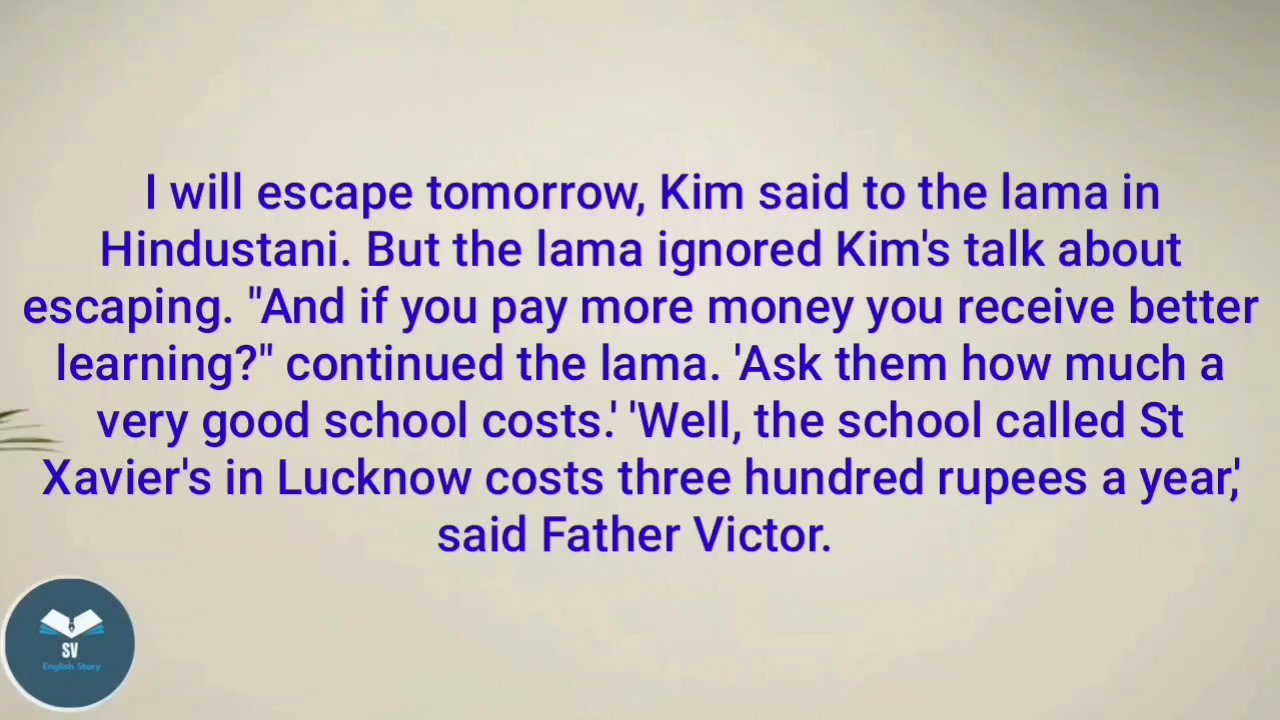 I will escape tomorrow, Kim said to the lama in
Hindustani. But the lama ignored Kim's talk about
escaping. "And if you pay more money you receive better
learning?" continued the lama. 'Ask them how much a
very good school costs.' 'Well, the school called St
Xavier's in Lucknow costs three hundred rupees a year,'
said Father Victor.
SV
English Story